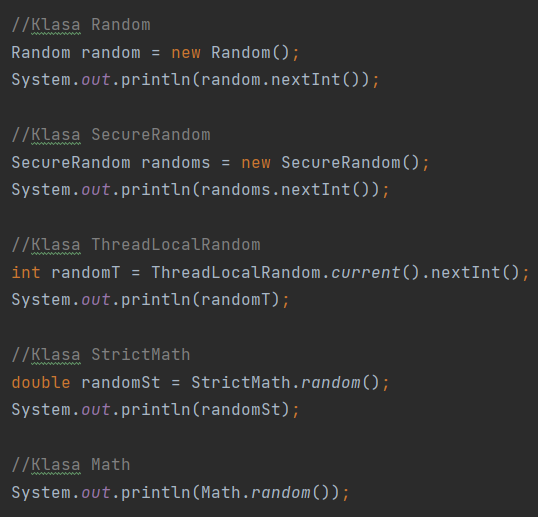 //Klasa Random
Random random = new Random();
System.out.println(random.nextInt());
//Klasa SecureRandom
SecureRandom randoms = new SecureRandom();
System.out.println(randoms.nextInt());
//Klasa ThreadLocalRandom
int randomT = ThreadLocalRandom.current().nextInt();
System.out.println(randomT);
//Klasa StrictMath
double randomSt = StrictMath.random();
System.out.println(randomSt);
//Klasa Math
System.out.println(Math.random());